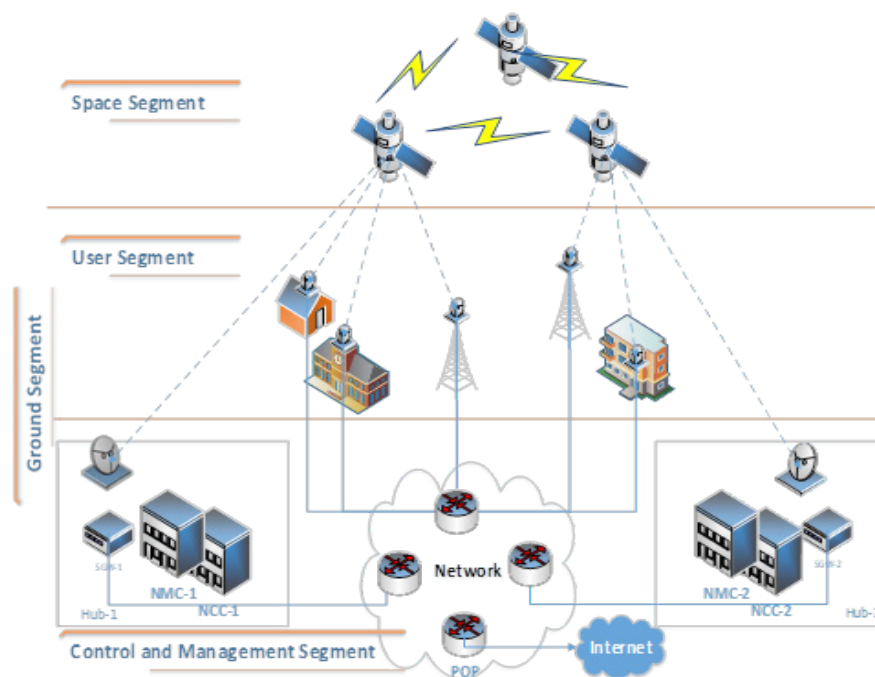 Space Segment
User Segment
Ground Segment
SGW-1
NMC-1
NCC-1
Hub-1
Network
NMC-2
SGW-2
NCC-2
Control and Management Segment
POP
Internet